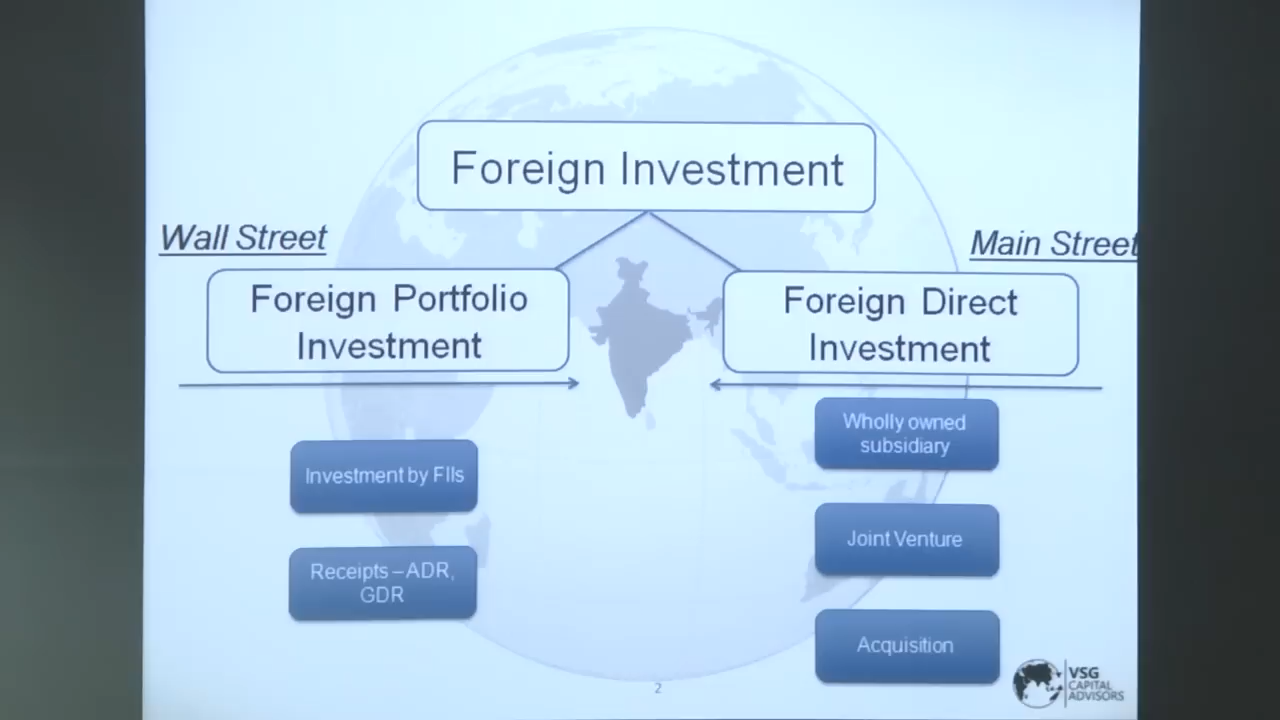 Foreign Investment
Wall Street
Main Street
Foreign Portfolio
Investment
Foreign Direct
Investment
Investment by FIIs
Receipts – ADR,
GDR
Wholly owned
subsidiary
Joint Venture
Acquisition
2
VSG
CAPITAL
ADVISORS